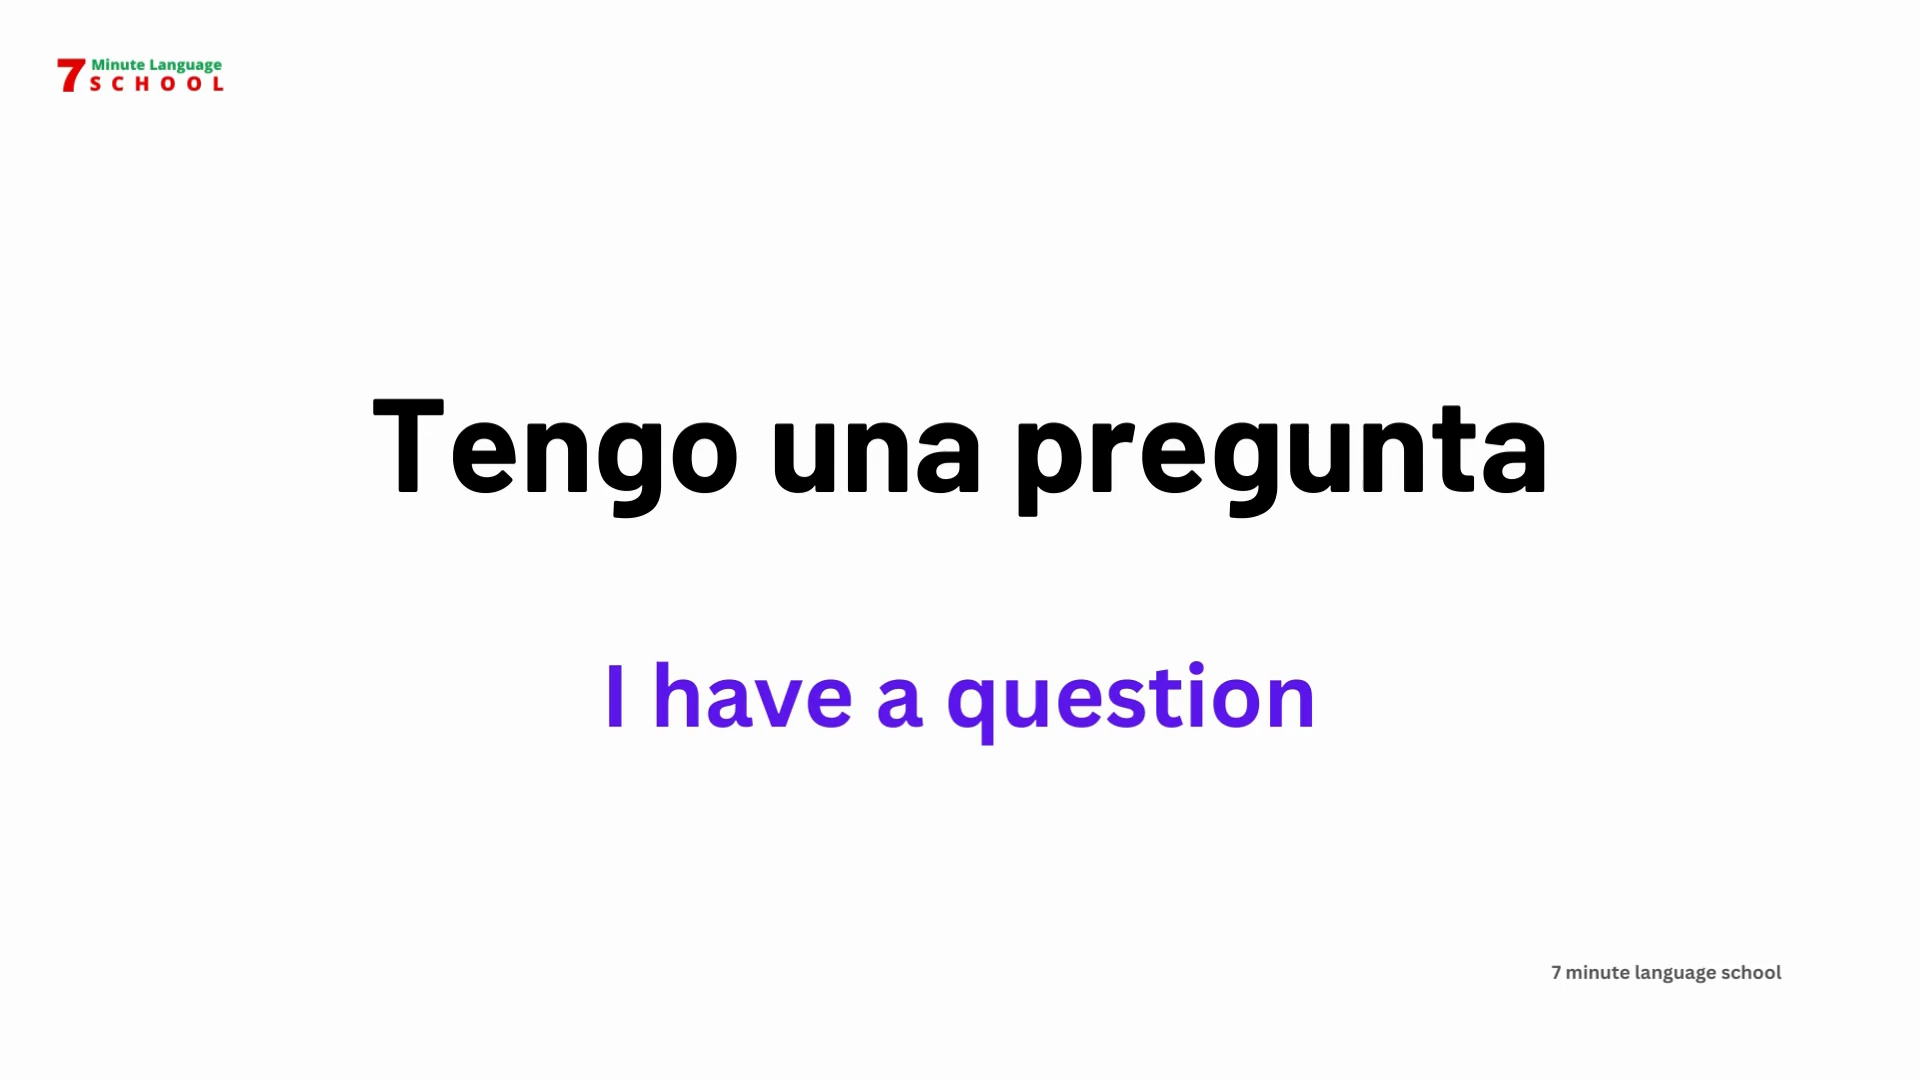 7 Minute Language
SCHOOL
Tengo una pregunta
I have a question
7 minute language school